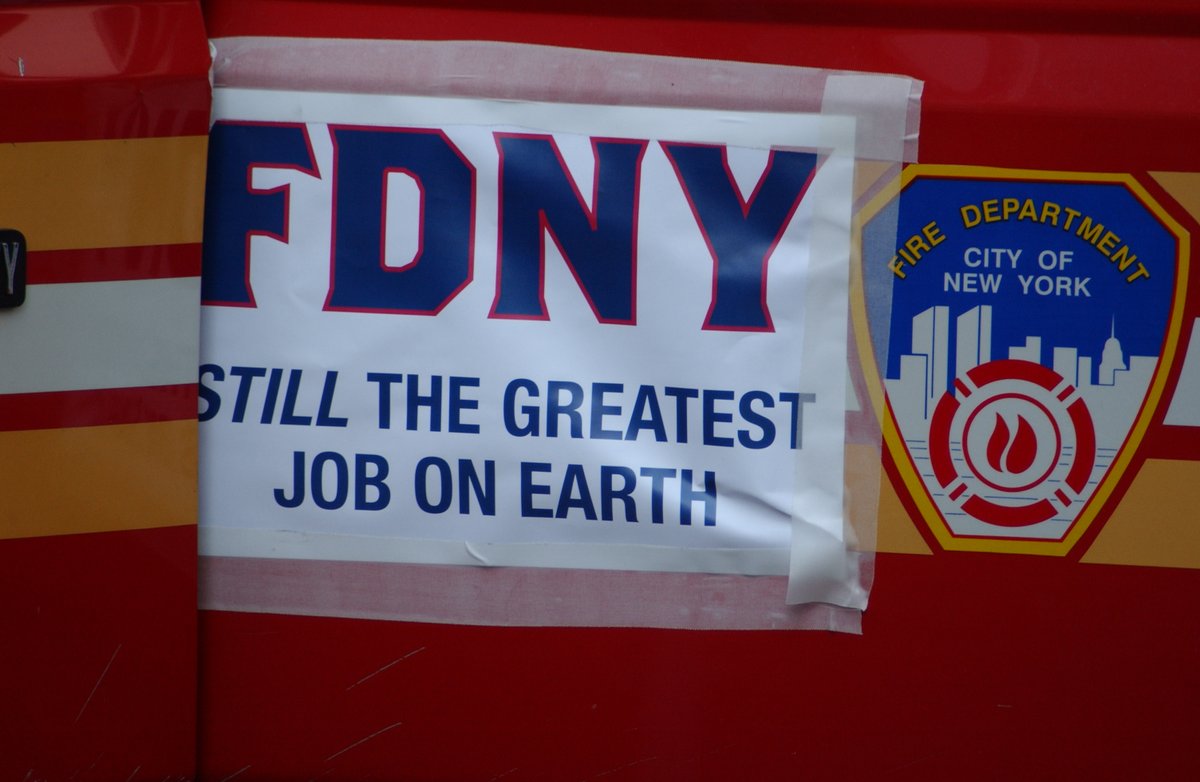 FDNY
STILL THE GREATEST
JOB ON EARTH
FIRE DEPARTMENT
CITY OF
NEW YORK
Y